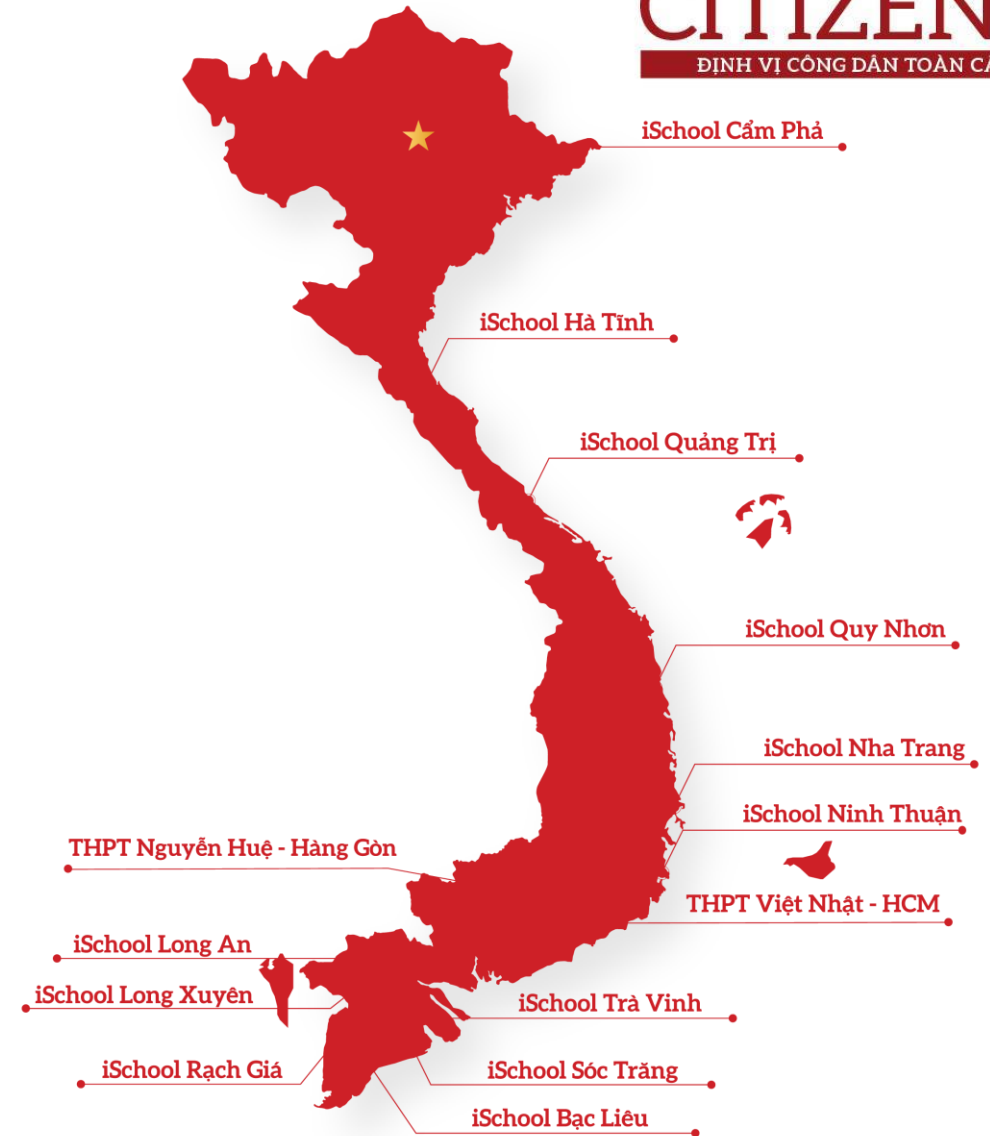 CITIZEN
ĐỊNH VỊ CÔNG DÂN TOÀN
iSchool Cẩm Phả
iSchool Hà Tĩnh
iSchool Quảng Trị
iSchool Quy Nhơn
iSchool Nha Trang
iSchool Ninh Thuận
THPT Nguyễn Huệ - Hàng Gòn
THPT Việt Nhật - HCM
iSchool Long An
iSchool Long Xuyên
iSchool Trà Vinh
iSchool Rạch Giá
iSchool Sóc Trăng
iSchool Bạc Liêu